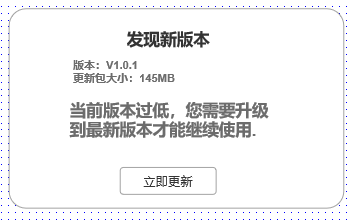 发现新版本
版本：V1.0.1
更新包大小：145MB
当前版本过低，您需要升级
到最新版本才能继续使用.
立即更新